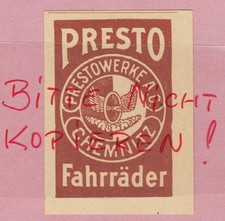 PRESTO
PRESTOWERKE A.G.
CHEMNITZ
Fahrräder
BITTE NICHT
KOPIEREN!